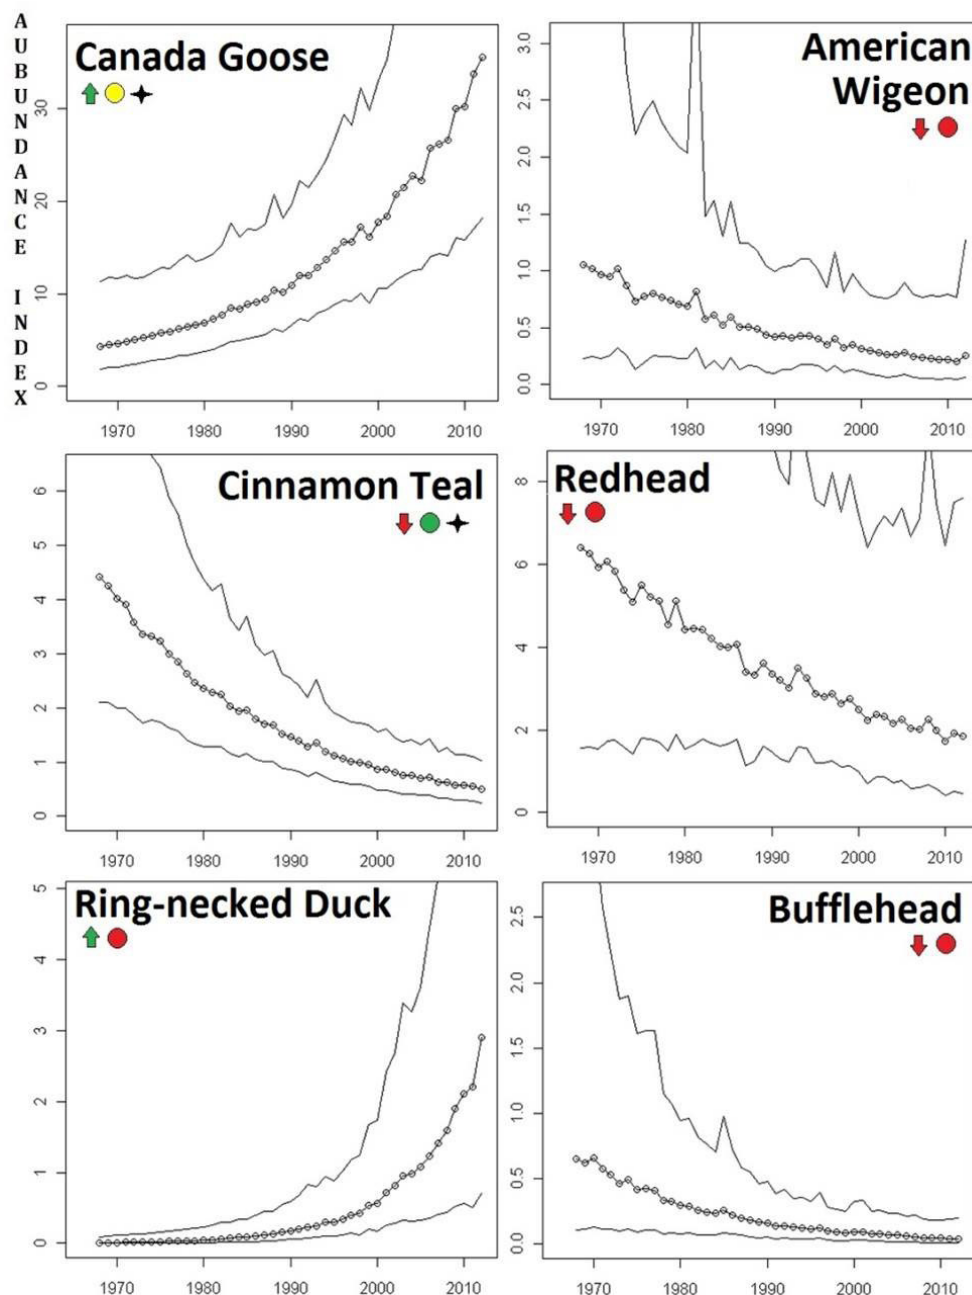 AUBUNDANCE INDEX
Canada Goose
0 10 20 30
1970 1980 1990 2000 2010
American
Wigeon
0.0 0.5 1.0 1.5 2.0 2.5 3.0
1970 1980 1990 2000 2010
Cinnamon Teal
0 1 2 3 4 5 6
1970 1980 1990 2000 2010
Redhead
0 2 4 6 8
1970 1980 1990 2000 2010
Ring-necked Duck
0 1 2 3 4 5
1970 1980 1990 2000 2010
Bufflehead
0.0 0.5 1.0 1.5 2.0 2.5
1970 1980 1990 2000 2010